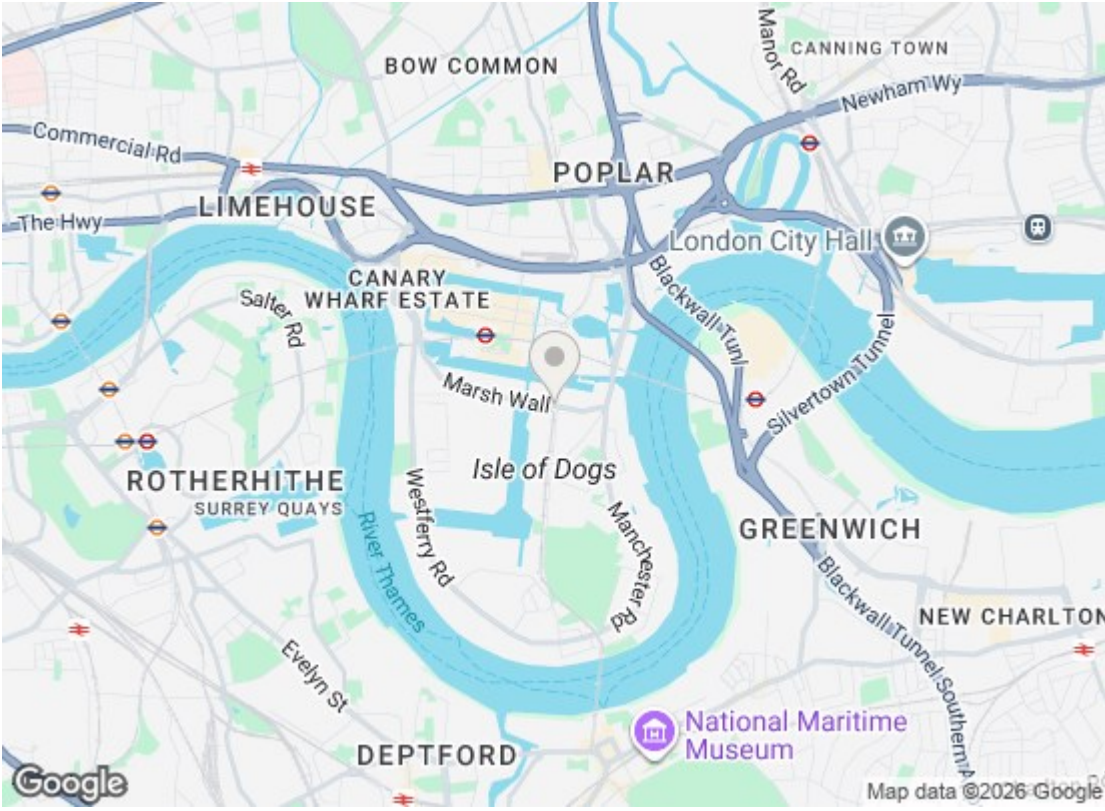 Manor Rd
CANNING TOWN
BOW COMMON
Newham Wy
Commercial Rd
POPLAR
The Hwy
LIMEHOUSE
London City Hall
CANARY
WHARF ESTATE
Salter Rd
Blackwall Tunl
Silvertown Tunnel
Marsh Wall
Isle of Dogs
ROTHERHITHE
SURREY QUAYS
Westferry Rd
River Thames
Manchester Rd
GREENWICH
Blackwall Tunnel Southern A
NEW CHARLTON
Evelyn St
National Maritime
Museum
DEPTFORD
Google
Map data ©2026 Google